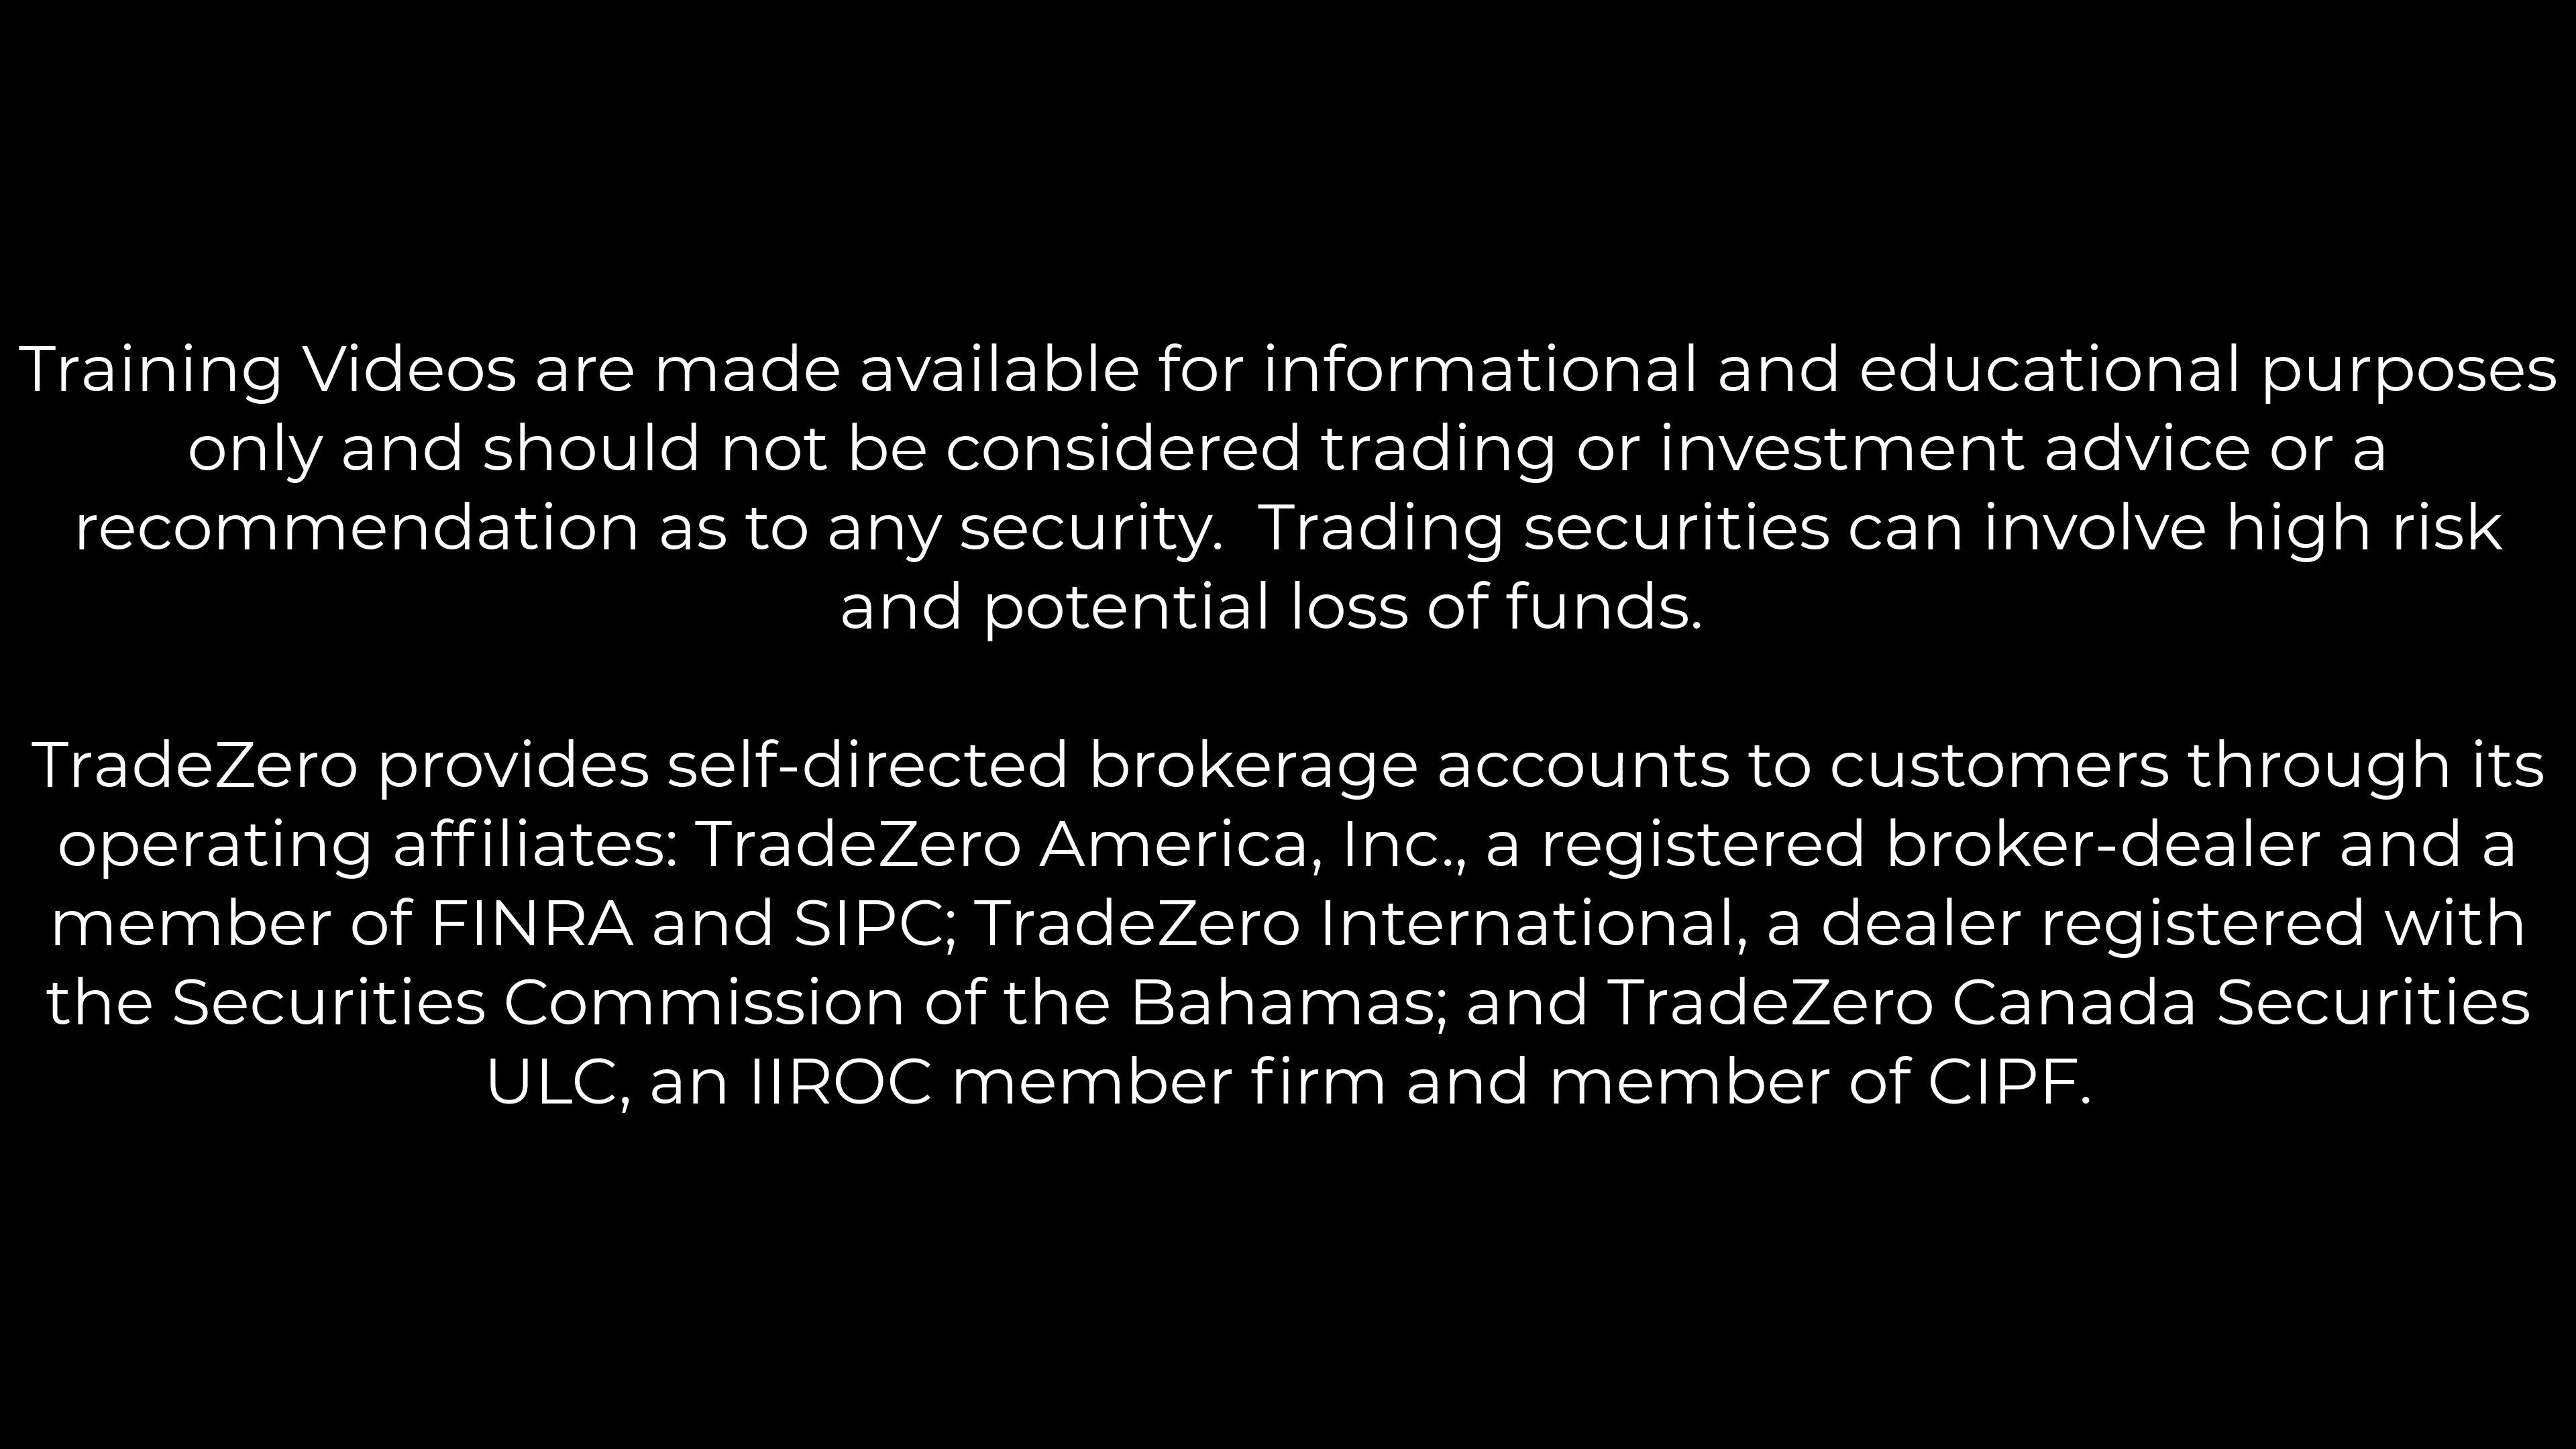 Training Videos are made available for informational and educational purposes
only and should not be considered trading or investment advice or a
recommendation as to any security.  Trading securities can involve high risk
and potential loss of funds.
TradeZero provides self-directed brokerage accounts to customers through its
operating affiliates: TradeZero America, Inc., a registered broker-dealer and a
member of FINRA and SIPC; TradeZero International, a dealer registered with
the Securities Commission of the Bahamas; and TradeZero Canada Securities
ULC, an IIROC member firm and member of CIPF.